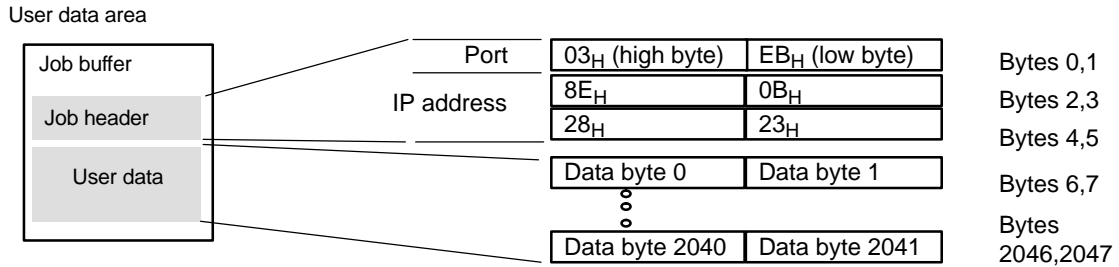 User data area
Job buffer
Job header
User data
Port
IP address
03H (high byte) EBH (low byte)
8EH 0BH
28H 23H
Data byte 0 Data byte 1
Data byte 2040 Data byte 2041
Bytes 0,1
Bytes 2,3
Bytes 4,5
Bytes 6,7
Bytes
2046,2047